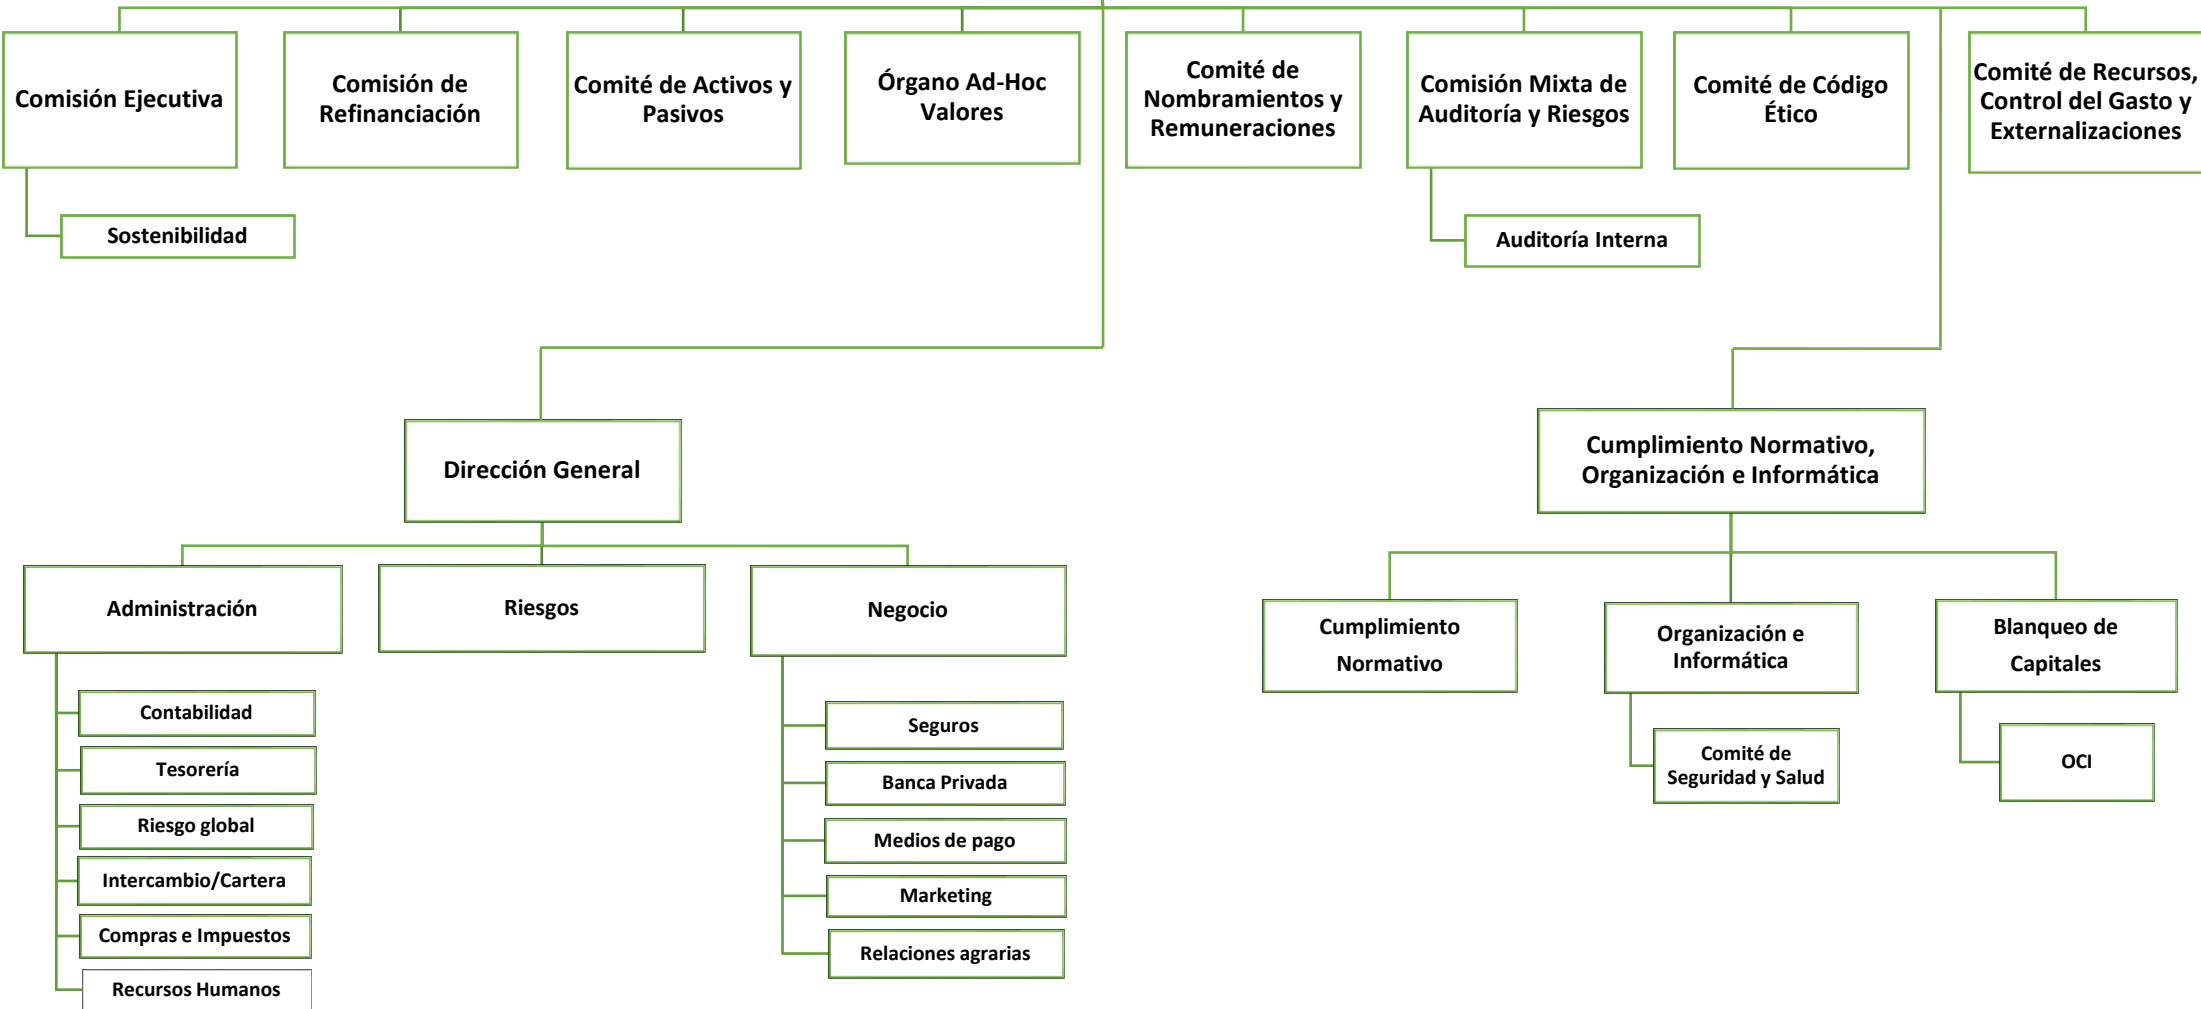 Comisión Ejecutiva
Comisión de
Refinanciación
Comité de Activos y
Pasivos
Órgano Ad-Hoc
Valores
Comité de
Nombramientos y
Remuneraciones
Comisión Mixta de
Auditoría y Riesgos
Comité de Código
Ético
Comité de Recursos,
Control del Gasto y
Externalizaciones
Sostenibilidad
Auditoría Interna
Dirección General
Cumplimiento Normativo,
Organización e Informática
Administración
Riesgos
Negocio
Cumplimiento
Normativo
Organización e
Informática
Blanqueo de
Capitales
Contabilidad
Tesorería
Riesgo global
Intercambio/Cartera
Compras e Impuestos
Recursos Humanos
Seguros
Banca Privada
Medios de pago
Marketing
Relaciones agrarias
Comité de
Seguridad y Salud
OCI